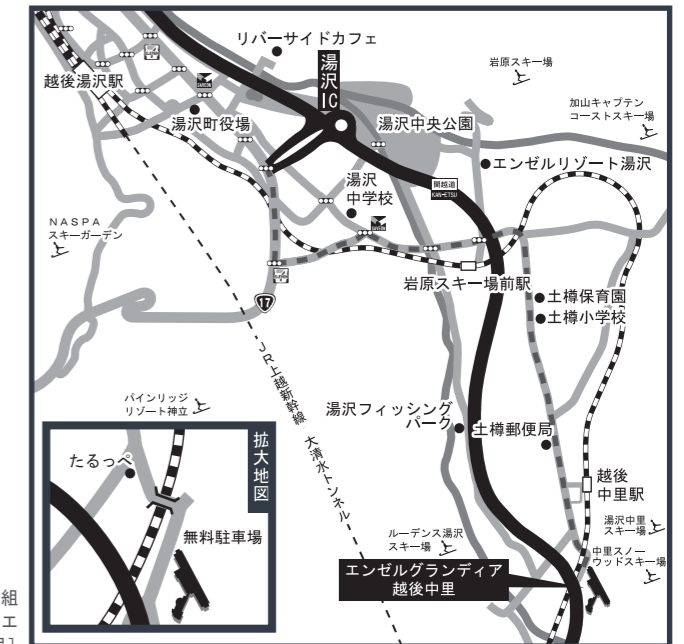 リバーサイドカフェ
越後湯沢駅
湯沢IC
湯沢町役場
湯沢中央公園
岩原スキー場
加山キャプテン
コーストスキー場
エンゼルリゾート湯沢
湯沢
中学校
関越道
KAN-ETSU
NASPA
スキーガーデン
岩原スキー場前駅
17
土樽保育園
土樽小学校
JR上越新幹線 大清水トンネル
パインリッジ
リゾート神立
湯沢フィッシング
パーク
土樽郵便局
越後
中里駅
湯沢中里
スキー場
中里スノー
ウッドスキー場
ルーデンス湯沢
スキー場
エンゼルグランディア
越後中里
拡大地図
たるっぺ
無料駐車場
組
エ